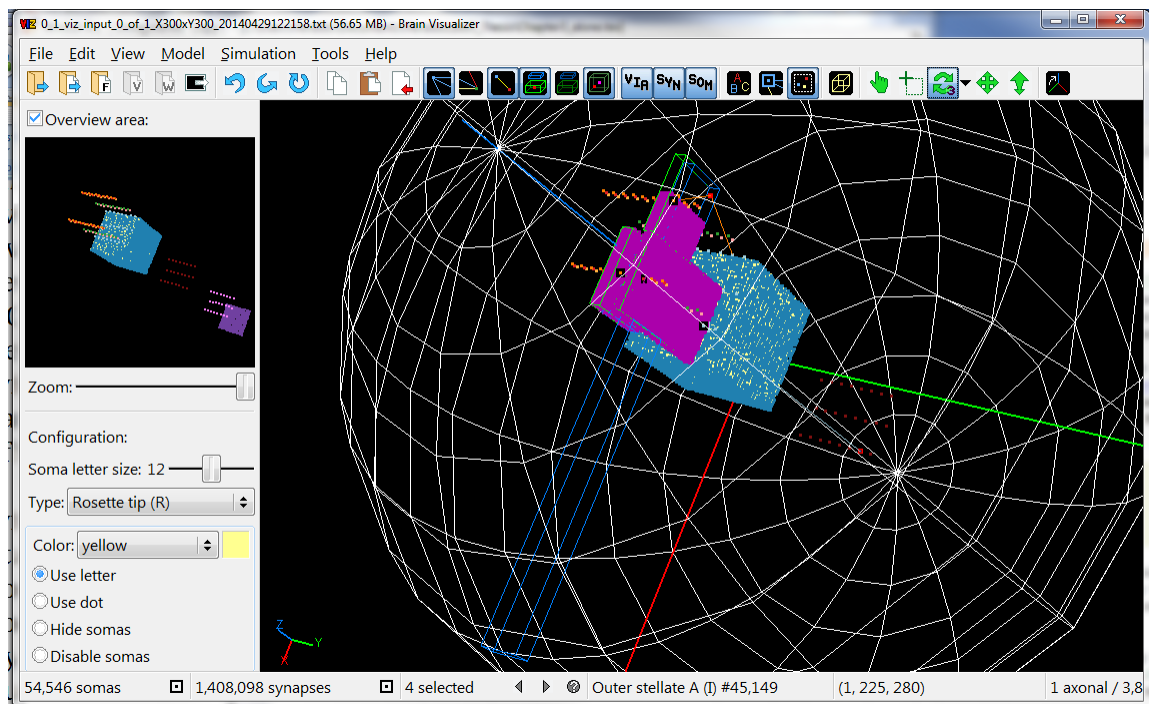 0_1_viz_input_0_of_1_X300xY300_20140429122158.txt (56.65 MB) - Brain Visualizer
File Edit View Model Simulation Tools Help
F V W VIA SYN SOM A B C 3
Overview area:
Zoom:
Configuration:
Soma letter size: 12
Type: Rosette tip (R)
Color: yellow
Use letter
Use dot
Hide somas
Disable somas
Z
Y
X
54,546 somas 1,408,098 synapses 4 selected Outer stellate A (I) #45,149 (1, 225, 280) 1 axonal / 3,8